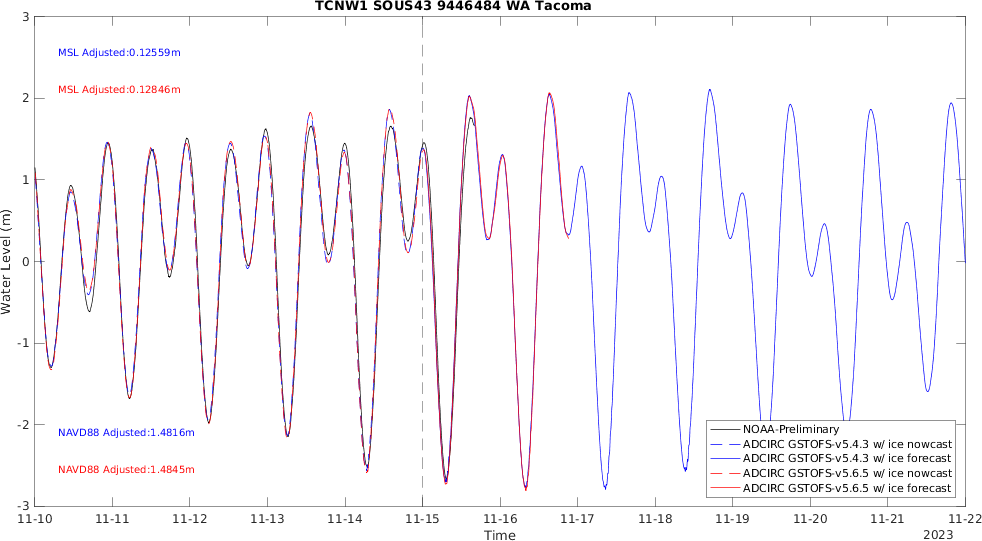 TCNW1 SOUS43 9446484 WA Tacoma
3
2
1
0
-1
-2
-3
Water Level (m)
MSL Adjusted:0.12559m
MSL Adjusted:0.12846m
NAVD88 Adjusted:1.4816m
NAVD88 Adjusted:1.4845m
NOAA-Preliminary
ADCIRC GSTOFS-v5.4.3 w/ ice nowcast
ADCIRC GSTOFS-v5.4.3 w/ ice forecast
ADCIRC GSTOFS-v5.6.5 w/ ice nowcast
ADCIRC GSTOFS-v5.6.5 w/ ice forecast
11-10 11-11 11-12 11-13 11-14 11-15 11-16 11-17 11-18 11-19 11-20 11-21 11-22
Time
2023